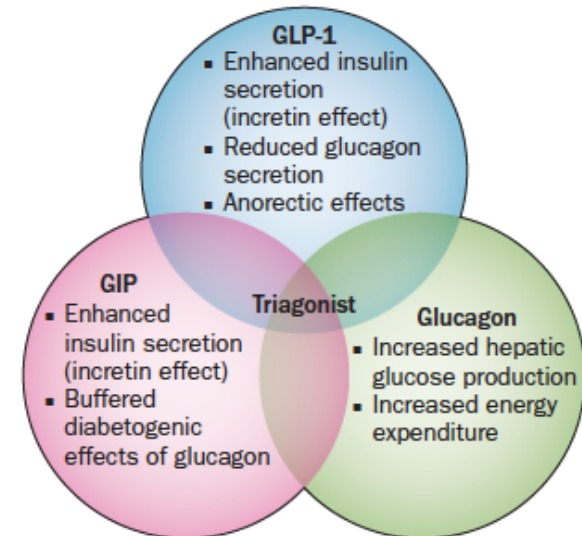 GLP-1
▪ Enhanced insulin
secretion
(incretin effect)
▪ Reduced glucagon
secretion
▪ Anorectic effects
GIP
▪ Enhanced
insulin secretion
(incretin effect)
▪ Buffered
diabetogenic
effects of glucagon
Triagonist
Glucagon
▪ Increased hepatic
glucose production
▪ Increased energy
expenditure